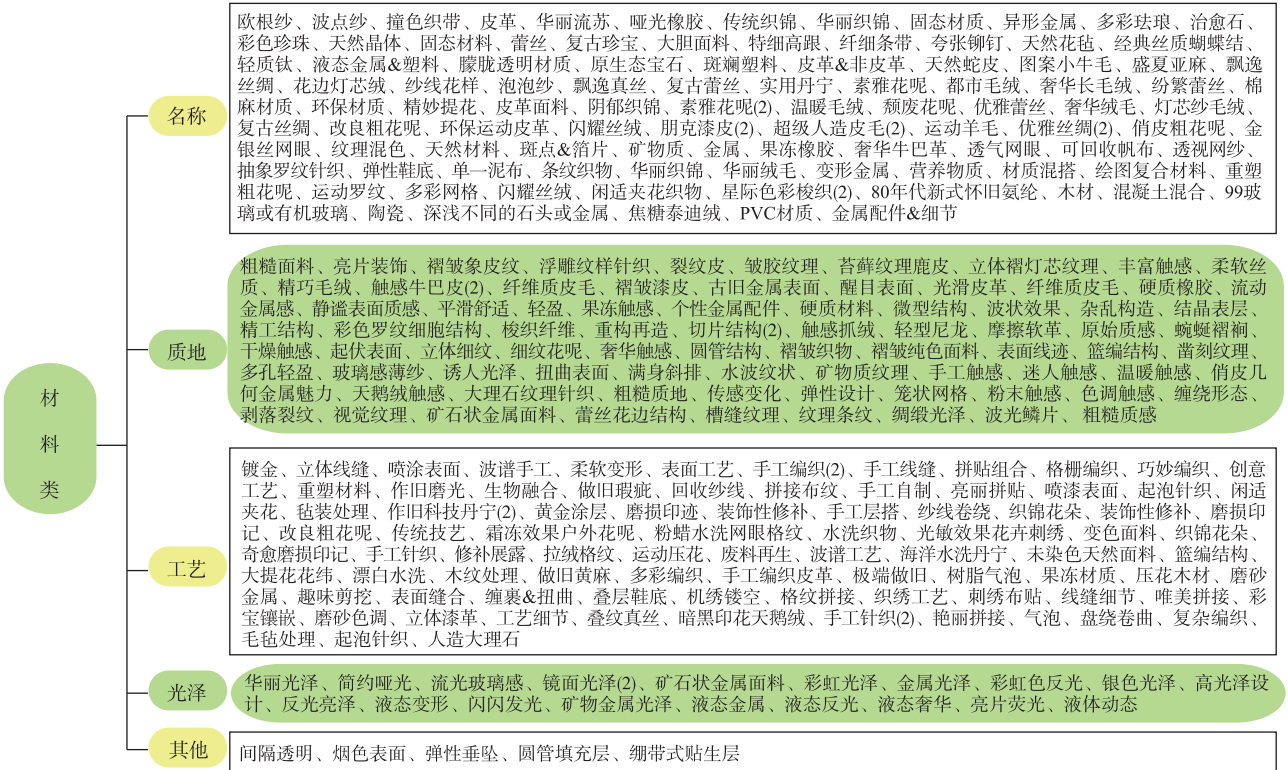 材
料
类
名称
欧根纱、波点纱、撞色织带、皮革、华丽流苏、哑光橡胶、传统织锦、华丽织锦、固态材质、异形金属、多彩珐琅、治愈石、
彩色珍珠、天然晶体、固态材料、蕾丝、复古珍宝、大胆面料、特细高跟、纤细条带、夸张铆钉、天然花毡、经典丝质蝴蝶结、
轻质钛、液态金属&塑料、朦胧透明材质、原生态宝石、斑斓塑料、皮革&非皮革、天然蛇皮、图案小牛毛、盛夏亚麻、飘逸
丝绸、花边灯芯绒、纱线花样、泡泡纱、飘逸真丝、复古蕾丝、实用丹宁、素雅花呢、都市毛绒、奢华长毛绒、纷繁蕾丝、棉
麻材质、环保材质、精妙提花、皮革面料、阴郁织锦、素雅花呢(2)、温暖毛绒、颓废花呢、优雅蕾丝、奢华绒毛、灯芯纱毛绒、
复古丝绸、改良粗花呢、环保运动皮革、闪耀丝绒、朋克漆皮(2)、超级人造皮毛(2)、运动羊毛、优雅丝绸(2)、俏皮粗花呢、金
银丝网眼、纹理混色、天然材料、斑点&箔片、矿物质、金属、果冻橡胶、奢华牛巴革、透气网眼、可回收帆布、透视网纱、
抽象罗纹针织、弹性鞋底、单一泥布、条纹织物、华丽织锦、华丽绒毛、变形金属、营养物质、材质混搭、绘图复合材料、重塑
粗花呢、运动罗纹、多彩网格、闪耀丝绒、闲适夹花织物、星际色彩梭织(2)、80年代新式怀旧氨纶、木材、混凝土混合、99玻
璃或有机玻璃、陶瓷、深浅不同的石头或金属、焦糖泰迪绒、PVC材质、金属配件&细节
质地
粗糙面料、亮片装饰、褶皱象皮纹、浮雕纹样针织、裂纹皮、皱胶纹理、苔藓纹理鹿皮、立体褶灯芯纹理、丰富触感、柔软丝
质、精巧毛绒、触感牛巴皮(2)、纤维质皮毛、褶皱漆皮、古旧金属表面、醒目表面、光滑皮革、纤维质皮毛、硬质橡胶、流动
金属感、静谧表面质感、平滑舒适、轻盈、果冻触感、个性金属配件、硬质材料、微型结构、波状效果、杂乱构造、结晶表层、
精工结构、彩色罗纹细胞结构、梭织纤维、重构再造、切片结构(2)、触感抓绒、轻型尼龙、摩擦软革、原始质感、蜿蜒褶裥、
干燥触感、起伏表面、立体细纹、细纹花呢、奢华触感、圆管结构、褶皱织物、褶皱纯色面料、表面线迹、篮编结构、凿刻纹理、
多孔轻盈、玻璃感薄纱、诱人光泽、扭曲表面、满身斜排、水波纹状、矿物质纹理、手工触感、迷人触感、温暖触感、俏皮几
何金属魅力、天鹅绒触感、大理石纹理针织、粗糙质地、传感变化、弹性设计、笼状网格、粉末触感、色调触感、缠绕形态、
剥落裂纹、视觉纹理、矿石状金属面料、蕾丝花边结构、槽缝纹理、纹理条纹、绸缎光泽、波光鳞片、 粗糙质感
工艺
镀金、立体线缝、喷涂表面、波谱手工、柔软变形、表面工艺、手工编织(2)、手工线缝、拼贴组合、格栅编织、巧妙编织、创意
工艺、重塑材料、作旧磨光、生物融合、做旧瑕疵、回收纱线、拼接布纹、手工自制、亮丽拼贴、喷漆表面、起泡针织、闲适
夹花、毡装处理、作旧科技丹宁(2)、黄金涂层、磨损印迹、装饰性修补、手工层搭、纱线卷绕、织锦花朵、装饰性修补、磨损印
记、改良粗花呢、传统技艺、霜冻效果户外花呢、粉蜡水洗网眼格纹、水洗织物、光敏效果花卉刺绣、变色面料、织锦花朵、
奇愈磨损印记、手工针织、修补展露、拉绒格纹、运动压花、废料再生、波谱工艺、海洋水洗丹宁、未染色天然面料、篮编结构、
大提花花纬、漂白水洗、木纹处理、做旧黄麻、多彩编织、手工编织皮革、极端做旧、树脂气泡、果冻材质、压花木材、磨砂
金属、趣味剪挖、表面缝合、缠裹&扭曲、叠层鞋底、机绣镂空、格纹拼接、织绣工艺、刺绣布贴、线缝细节、唯美拼接、彩
宝镶嵌、磨砂色调、立体漆革、工艺细节、叠纹真丝、暗黑印花天鹅绒、手工针织(2)、艳丽拼接、气泡、盘绕卷曲、复杂编织、
毛毡处理、起泡针织、人造大理石
光泽
华丽光泽、简约哑光、流光玻璃感、镜面光泽(2)、矿石状金属面料、彩虹光泽、金属光泽、彩虹色反光、银色光泽、高光泽设
计、反光亮泽、液态变形、闪闪发光、矿物金属光泽、液态金属、液态反光、液态奢华、亮片荧光、液体动态
其他
间隔透明、烟色表面、弹性垂坠、圆管填充层、绷带式贴生层